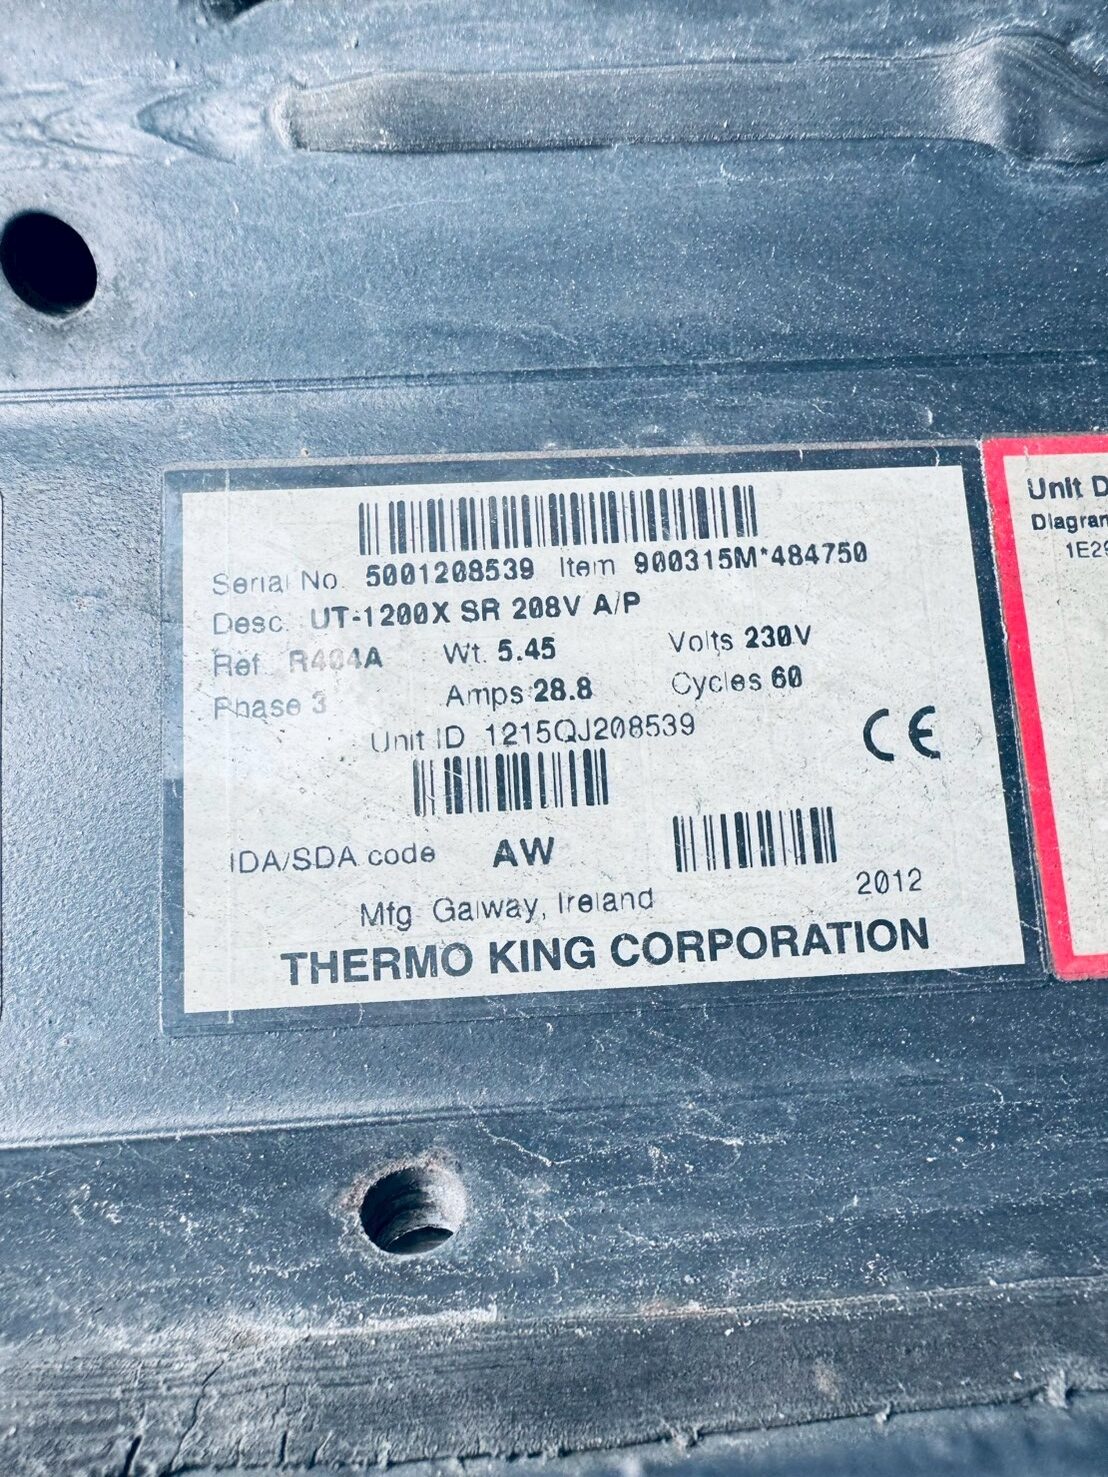 Serial No. 5001208539 Item 900315M*484750
Desc. UT-1200X SR 208V A/P
Ref. R404A Wt. 5.45 Volts 230V
Phase 3 Amps 28.8 Cycles 60
Unit ID 1215QJ208539
CE
IDA/SDA code AW
Mfg Galway, Ireland 2012
THERMO KING CORPORATION
Unit D
Diagram
1E29